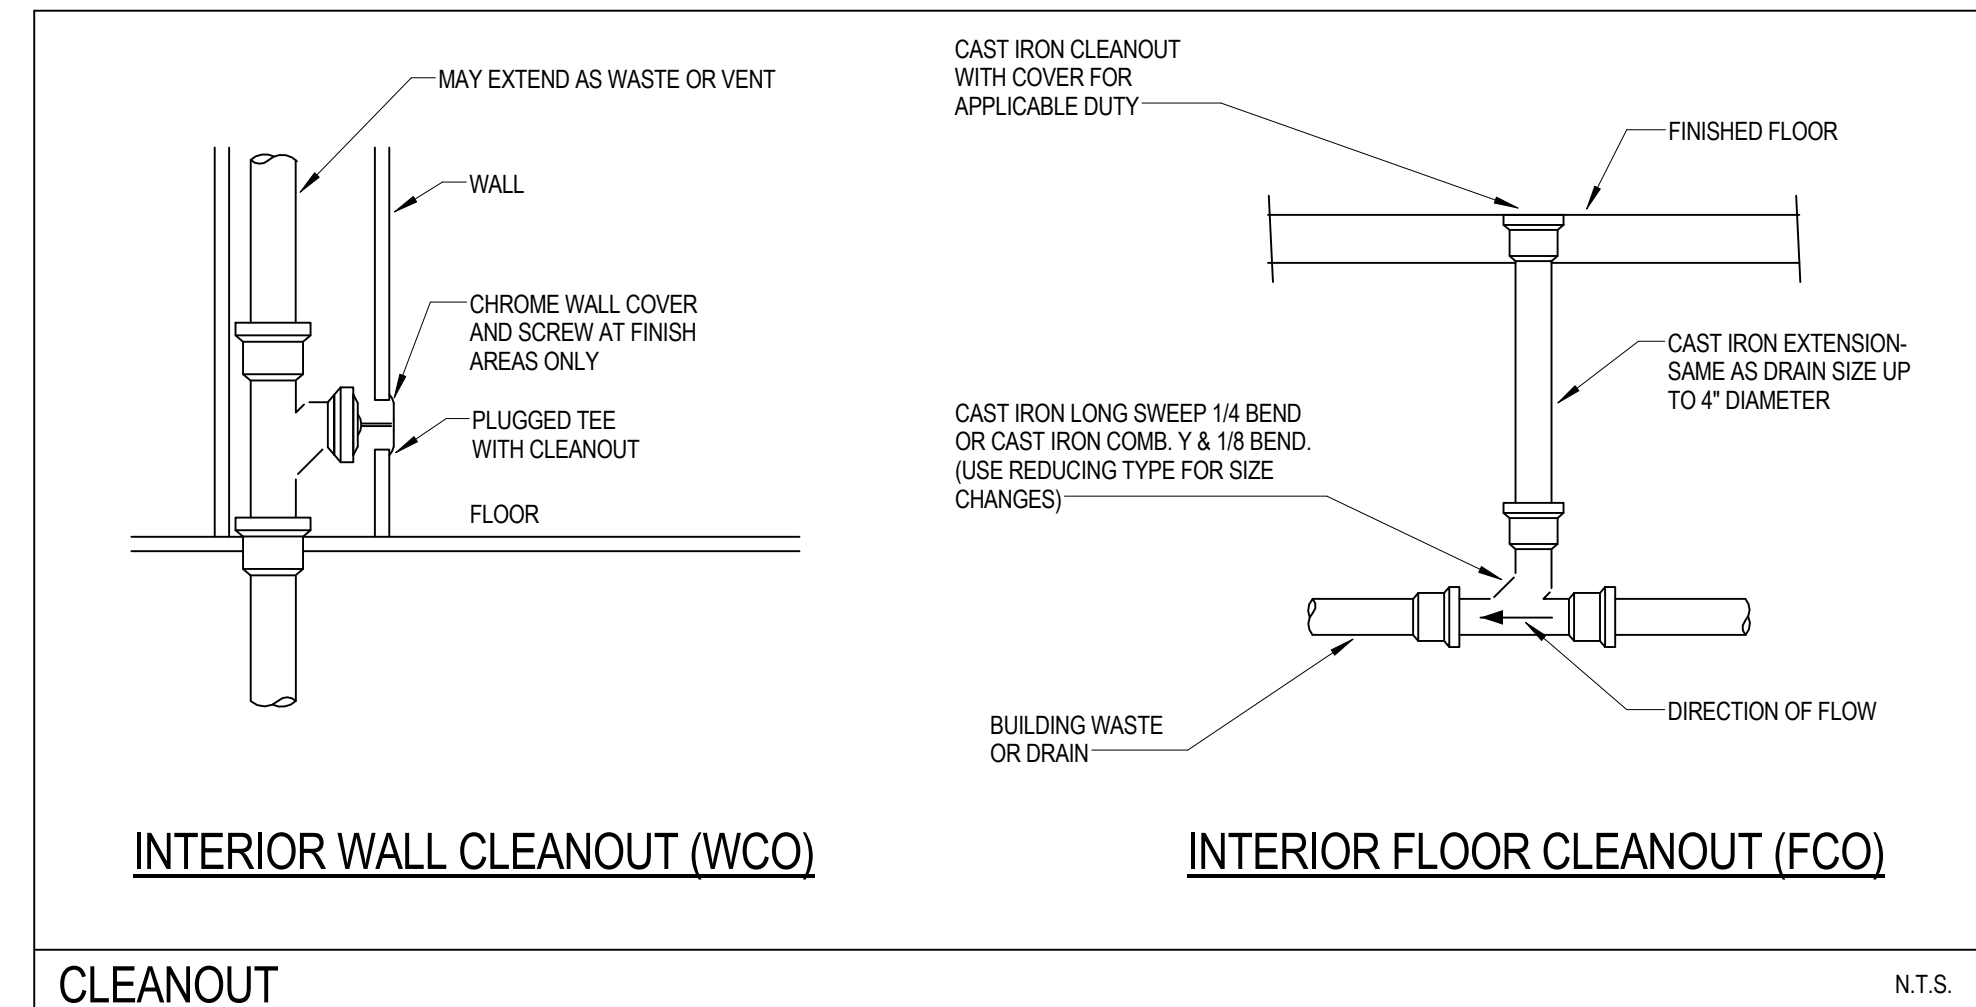 MAY EXTEND AS WASTE OR VENT
WALL
CHROME WALL COVER
AND SCREW AT FINISH
AREAS ONLY
PLUGGED TEE
WITH CLEANOUT
FLOOR
INTERIOR WALL CLEANOUT (WCO)
CAST IRON CLEANOUT
WITH COVER FOR
APPLICABLE DUTY
FINISHED FLOOR
CAST IRON EXTENSION-
SAME AS DRAIN SIZE UP
TO 4" DIAMETER
CAST IRON LONG SWEEP 1/4 BEND
OR CAST IRON COMB. Y & 1/8 BEND.
(USE REDUCING TYPE FOR SIZE
CHANGES)
BUILDING WASTE
OR DRAIN
DIRECTION OF FLOW
INTERIOR FLOOR CLEANOUT (FCO)
CLEANOUT
N.T.S.